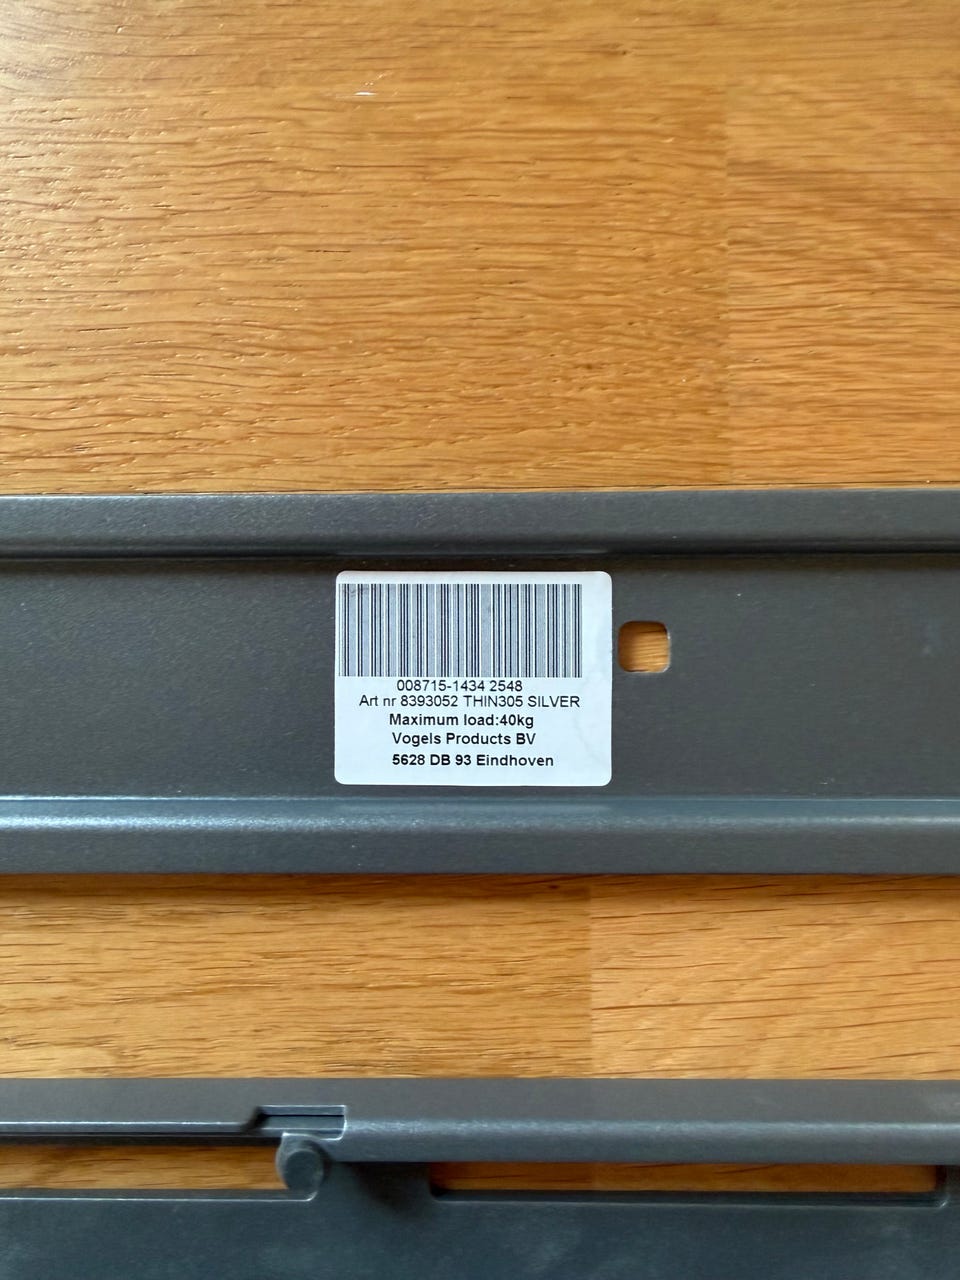 008715-1434 2548
Art nr 8393052 THIN305 SILVER
Maximum load:40kg
Vogels Products BV
5628 DB 93 Eindhoven